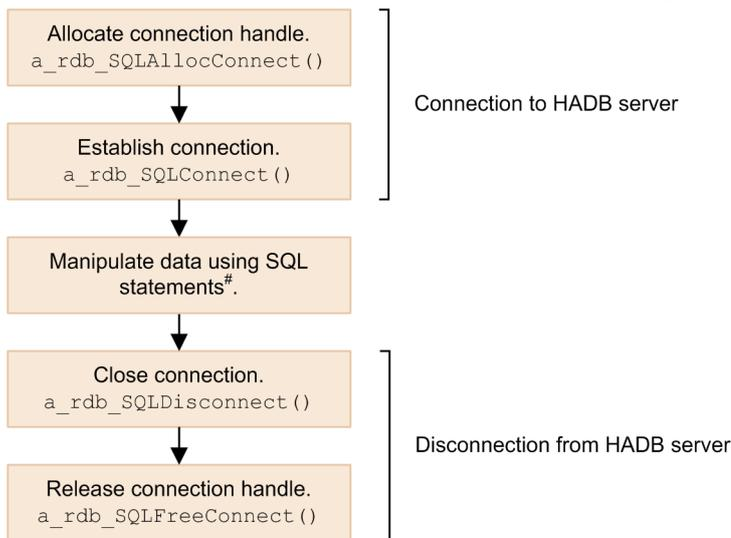 Allocate connection handle.
a_rdb_SQLAllocConnect()
Connection to HADB server
Establish connection.
a_rdb_SQLConnect()
Manipulate data using SQL
statements#.
Close connection.
a_rdb_SQLDisconnect()
Disconnection from HADB server
Release connection handle.
a_rdb_SQLFreeConnect()